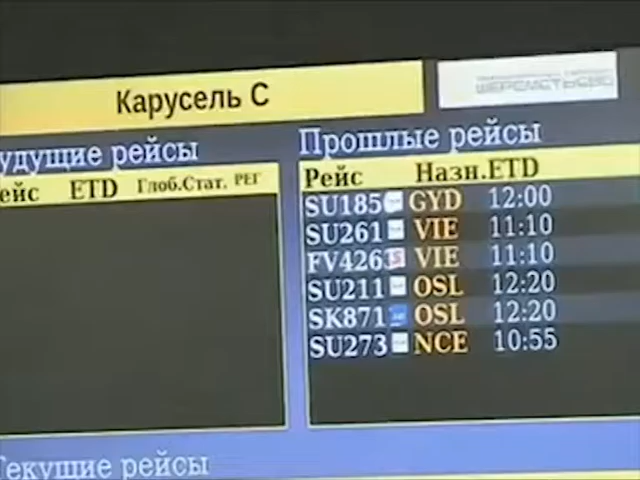 Карусель С
ШЕРЕМЕТЬЕВО
удущие рейсы
Прошлые рейсы
ейс ETD Глоб.Стат. РЕГ
Рейс Назн. ETD
SU185 GYD 12:00
SU261 VIE 11:10
FV4263 VIE 11:10
SU211 OSL 12:20
SK871 OSL 12:20
SU273 NCE 10:55
Текущие рейсы